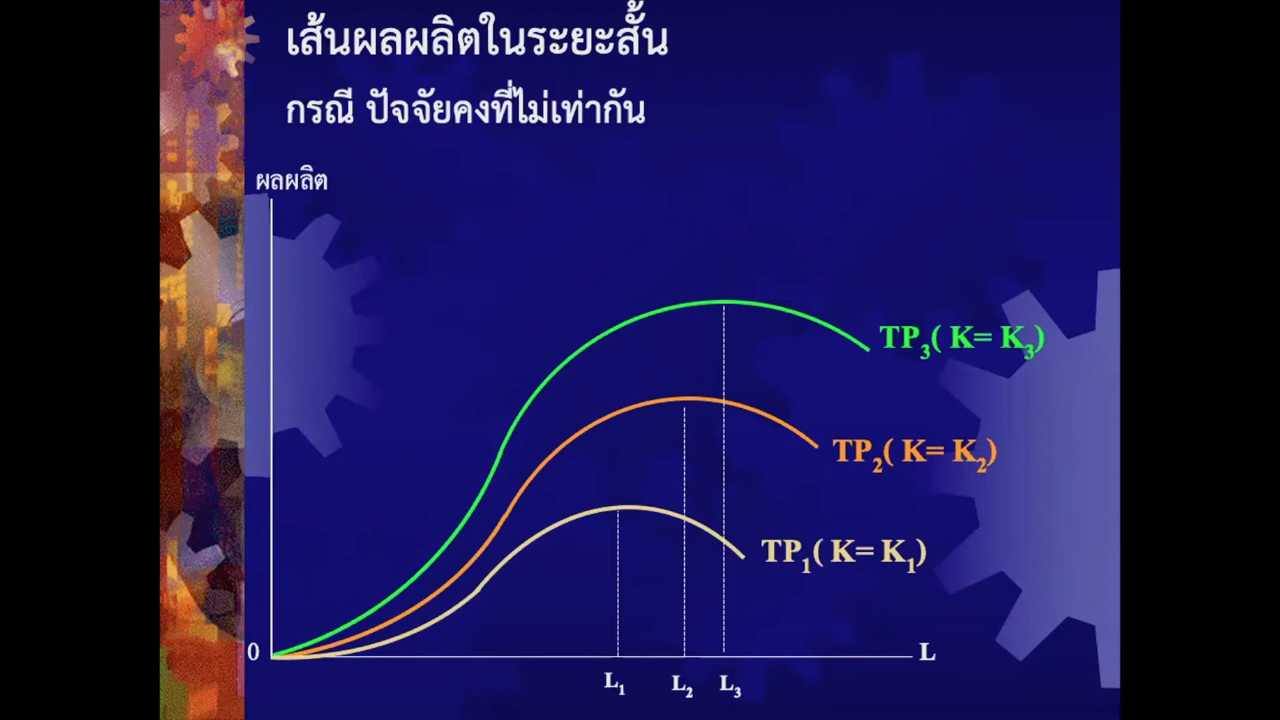 เส้นผลผลิตในระยะสั้น
กรณี ปัจจัยคงที่ไม่เท่ากัน
ผลผลิต
TP3( K= K3)
TP2( K= K2)
TP1( K= K1)
0
L
L1 L2 L3